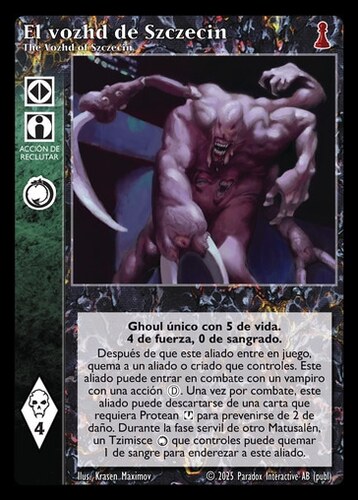 El vozhd de Szczecin
The Vozhd of Szczecin
ACCIÓN DE
RECLUTAR
Ghoul único con 5 de vida.
4 de fuerza, 0 de sangrado.
Después de que este aliado entre en juego,
quema a un aliado o criado que controles. Este
aliado puede entrar en combate con un vampiro
con una acción Ⓓ. Una vez por combate, este
aliado puede descartarse de una carta que
requiera Protean para prevenirse de 2 de
daño. Durante la fase servil de otro Matusalén,
un Tzimisce que controles puede quemar
1 de sangre para enderezar a este aliado.
4
Ilus: Krasen Maximov
© 2025 Paradox Interactive AB (publ)